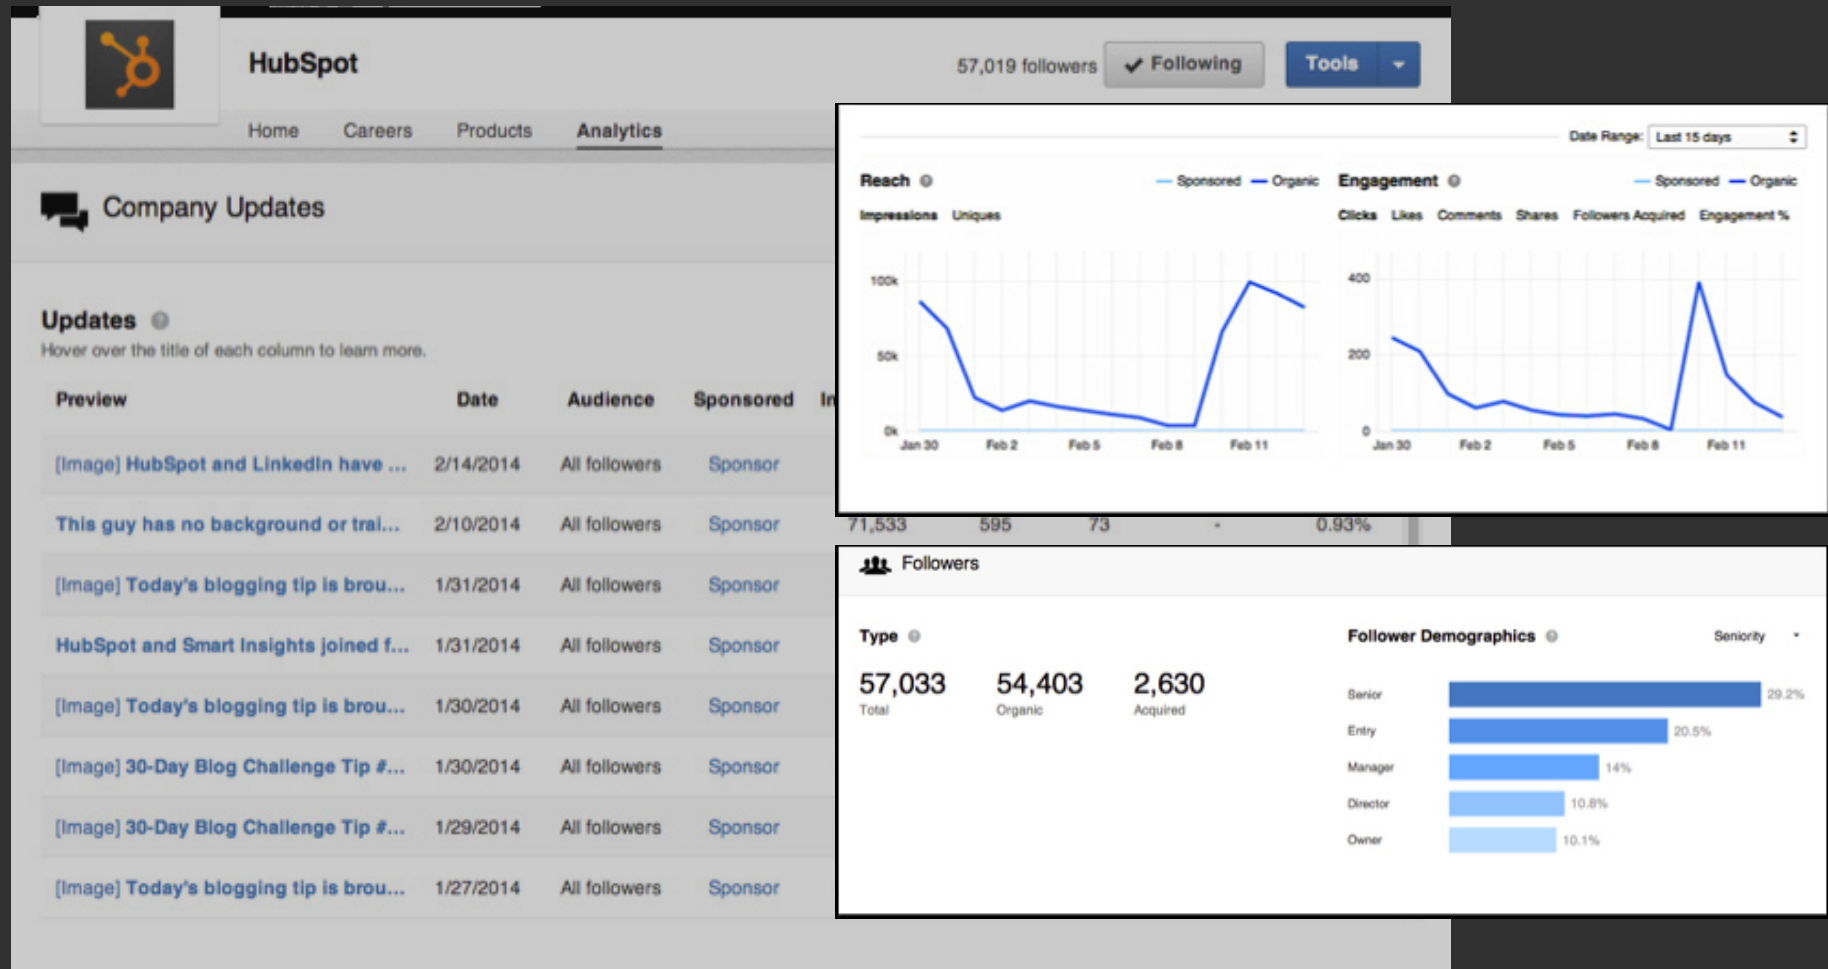 HubSpot
57,019 followers
Following
Tools
Home Careers Products Analytics
Company Updates
Updates
Hover over the title of each column to learn more.
Preview Date Audience Sponsored
[Image] HubSpot and LinkedIn have ... 2/14/2014 All followers Sponsor
This guy has no background or trai... 2/10/2014 All followers Sponsor 71,533 595 73 - 0.93%
[Image] Today's blogging tip is brou... 1/31/2014 All followers Sponsor
HubSpot and Smart Insights joined f... 1/31/2014 All followers Sponsor
[Image] Today's blogging tip is brou... 1/30/2014 All followers Sponsor
[Image] 30-Day Blog Challenge Tip #... 1/30/2014 All followers Sponsor
[Image] 30-Day Blog Challenge Tip #... 1/29/2014 All followers Sponsor
[Image] Today's blogging tip is brou... 1/27/2014 All followers Sponsor
Date Range: Last 15 days
Reach Sponsored Organic
Impressions Uniques
100k
50k
0k
Jan 30 Feb 2 Feb 5 Feb 8 Feb 11
Engagement Sponsored Organic
Clicks Likes Comments Shares Followers Acquired Engagement %
400
200
0
Jan 30 Feb 2 Feb 5 Feb 8 Feb 11
Followers
Type
57,033 54,403 2,630
Total Organic Acquired
Follower Demographics Seniority
Senior 29.2%
Entry 20.5%
Manager 14%
Director 10.8%
Owner 10.1%